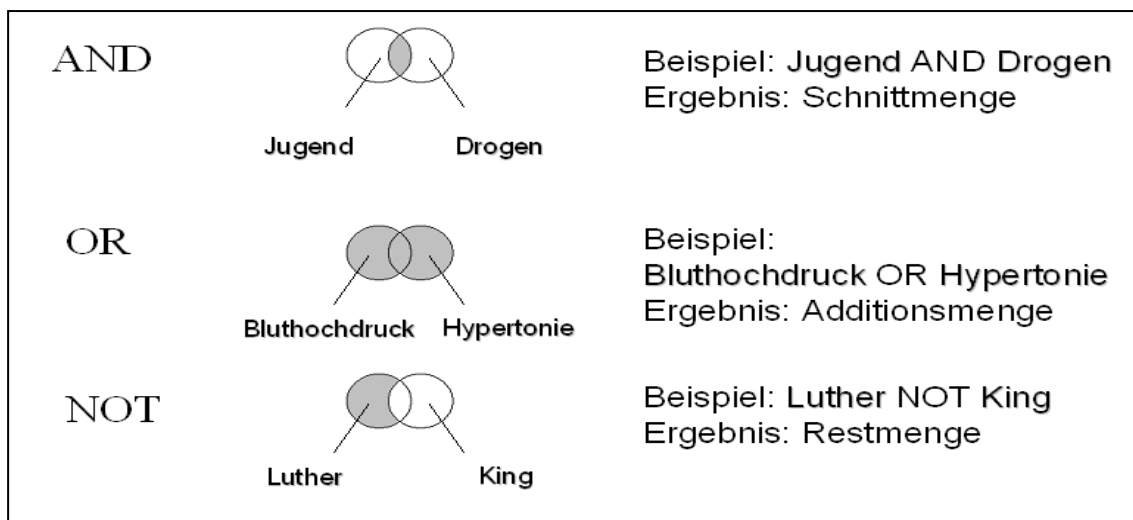 AND
Jugend
Drogen
Beispiel: Jugend AND Drogen
Ergebnis: Schnittmenge
OR
Bluthochdruck
Hypertonie
Beispiel:
Bluthochdruck OR Hypertonie
Ergebnis: Additionsmenge
NOT
Luther
King
Beispiel: Luther NOT King
Ergebnis: Restmenge